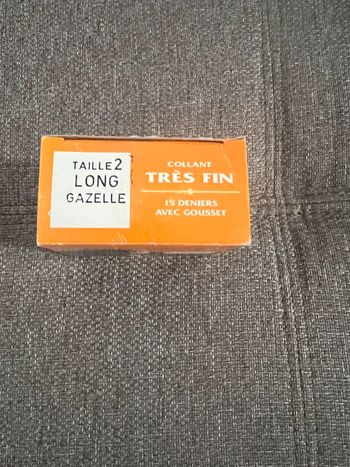 TAILLE 2
LONG
GAZELLE
COLLANT
TRÈS FIN
15 DENIERS
AVEC GOUSSET